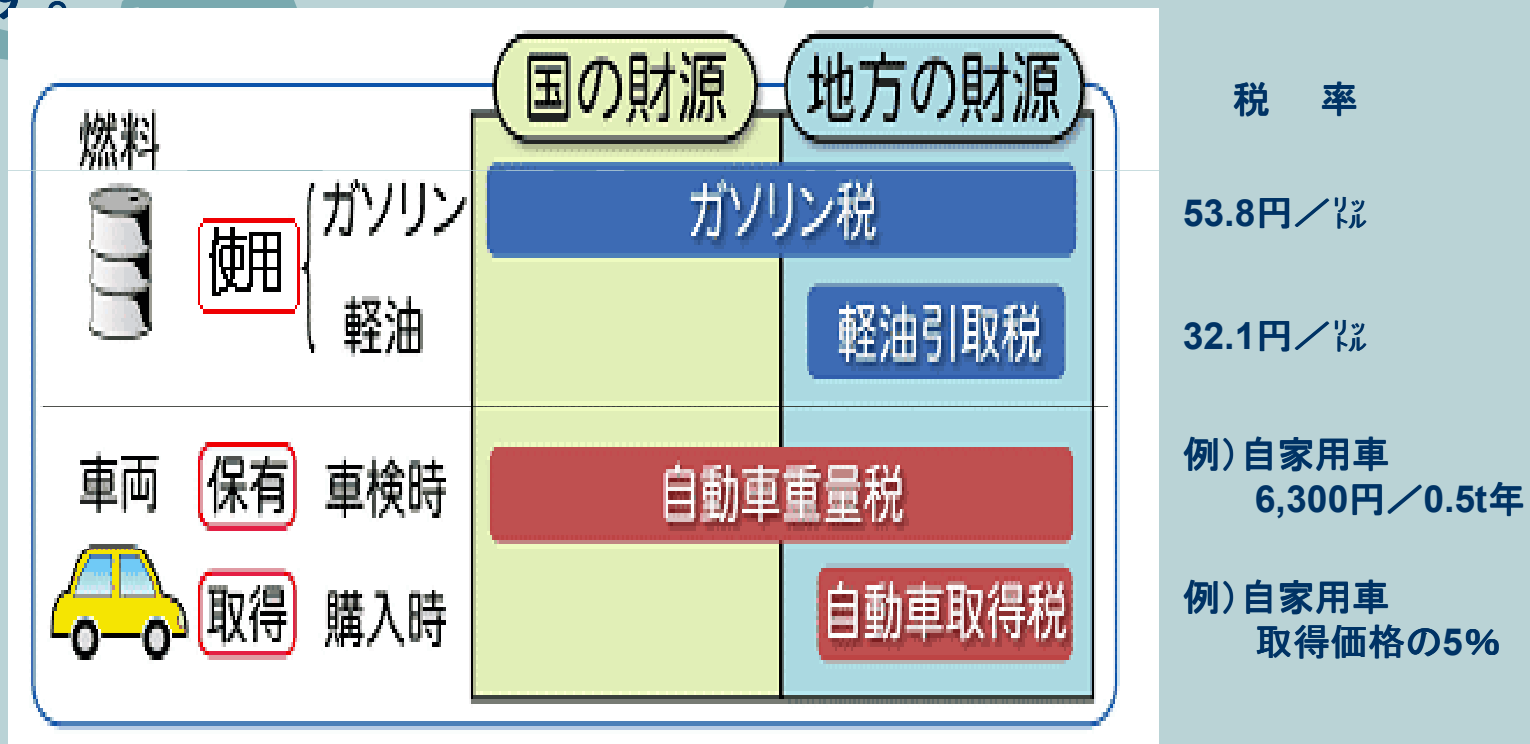 す。
国の財源 地方の財源 税 率
燃料
使用 ガソリン ガソリン税 53.8円／㍑
軽油 軽油引取税 32.1円／㍑
車両 保有 車検時 自動車重量税 例）自家用車
6,300円／0.5t年
取得 購入時 自動車取得税 例）自家用車
取得価格の5%